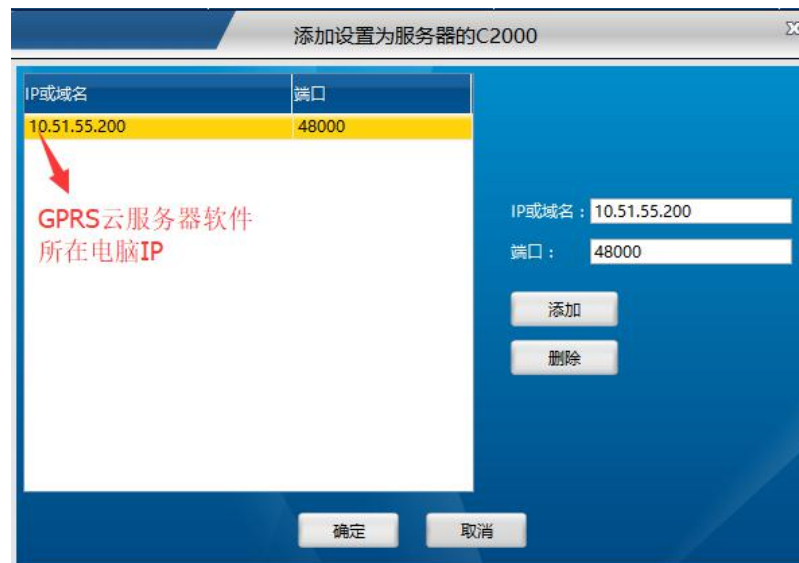 添加设置为服务器的C2000
IP或域名 端口
10.51.55.200 48000
GPRS云服务器软件
所在电脑IP
IP或域名： 10.51.55.200
端口： 48000
添加
删除
确定 取消